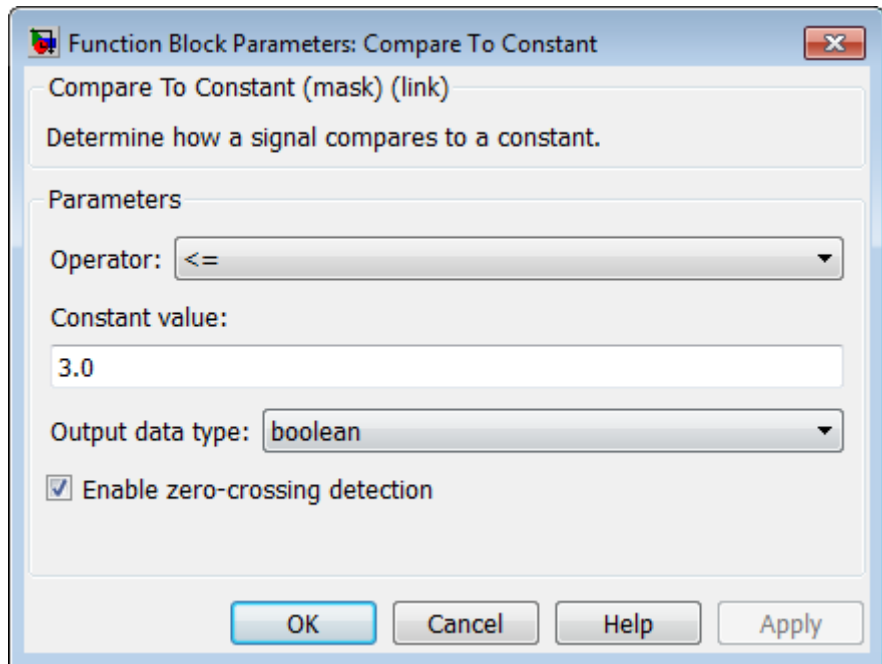 Function Block Parameters: Compare To Constant
Compare To Constant (mask) (link)
Determine how a signal compares to a constant.
Parameters
Operator: <=
Constant value:
3.0
Output data type: boolean
Enable zero-crossing detection
OK Cancel Help Apply